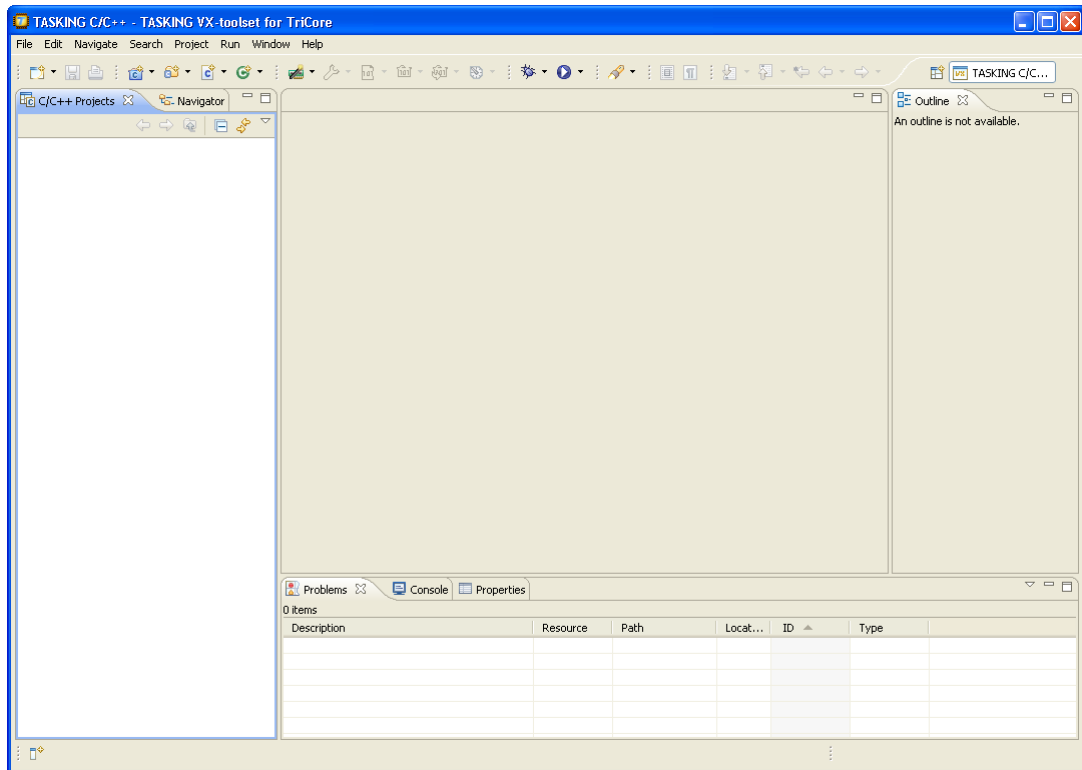 TASKING C/C++ - TASKING VX-toolset for TriCore
File Edit Navigate Search Project Run Window Help
TASKING C/C...
C/C++ Projects Navigator
Outline
An outline is not available.
Problems Console Properties
0 items
Description Resource Path Locat... ID Type